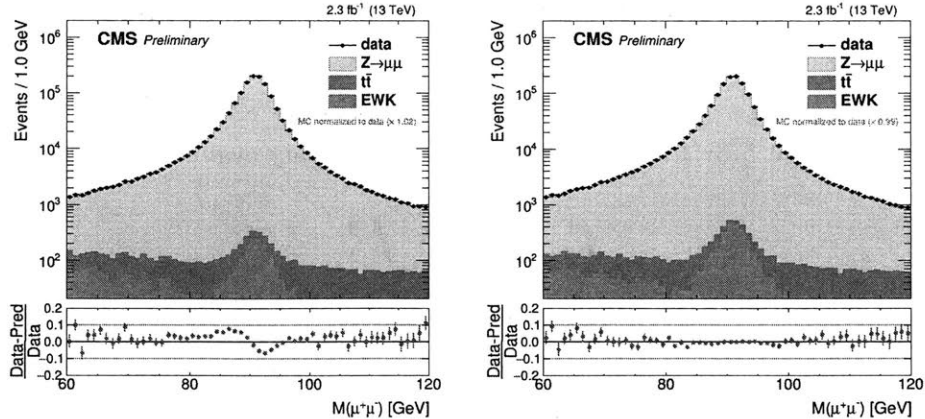 2.3 fb⁻¹ (13 TeV)
CMS Preliminary
data
Z→μμ
tt̄
EWK
MC normalized to data (× 1.02)
Events / 1.0 GeV
10⁶
10⁵
10⁴
10³
10²
Data-Pred
Data
0.2
0.1
0.0
−0.1
−0.2
60 80 100 120
M(μ⁺μ⁻) [GeV]
2.3 fb⁻¹ (13 TeV)
CMS Preliminary
data
Z→μμ
tt̄
EWK
MC normalized to data (× 0.99)
Events / 1.0 GeV
10⁶
10⁵
10⁴
10³
10²
Data-Pred
Data
0.2
0.1
0.0
−0.1
−0.2
60 80 100 120
M(μ⁺μ⁻) [GeV]